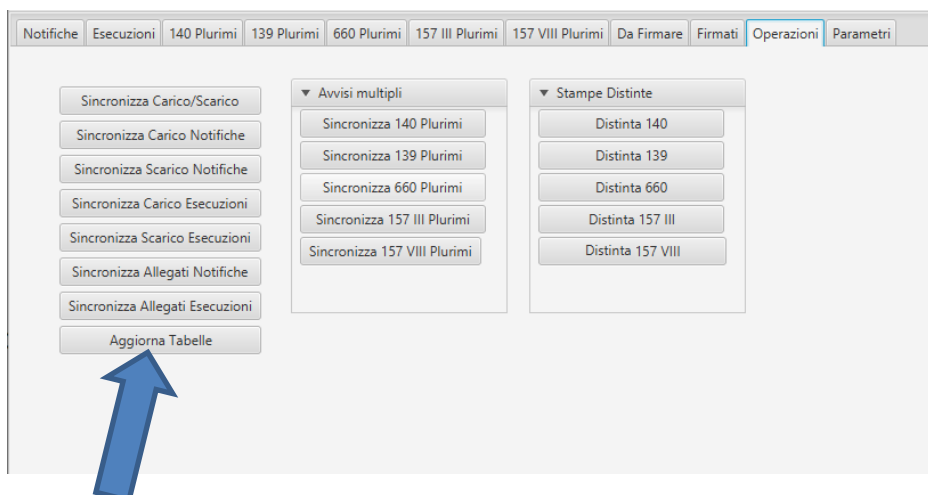 Notifiche Esecuzioni 140 Plurimi 139 Plurimi 660 Plurimi 157 III Plurimi 157 VIII Plurimi Da Firmare Firmati Operazioni Parametri
Sincronizza Carico/Scarico
Sincronizza Carico Notifiche
Sincronizza Scarico Notifiche
Sincronizza Carico Esecuzioni
Sincronizza Scarico Esecuzioni
Sincronizza Allegati Notifiche
Sincronizza Allegati Esecuzioni
Aggiorna Tabelle
Avvisi multipli
Sincronizza 140 Plurimi
Sincronizza 139 Plurimi
Sincronizza 660 Plurimi
Sincronizza 157 III Plurimi
Sincronizza 157 VIII Plurimi
Stampe Distinte
Distinta 140
Distinta 139
Distinta 660
Distinta 157 III
Distinta 157 VIII